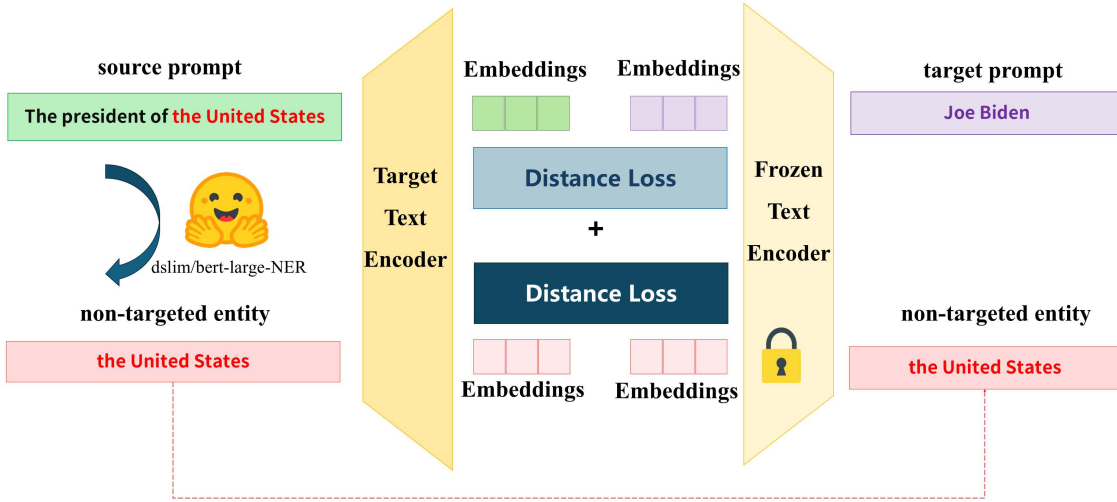 source prompt
The president of the United States
dslim/bert-large-NER
non-targeted entity
the United States
Target
Text
Encoder
Embeddings
Embeddings
Distance Loss
+
Distance Loss
Embeddings
Embeddings
Frozen
Text
Encoder
target prompt
Joe Biden
non-targeted entity
the United States